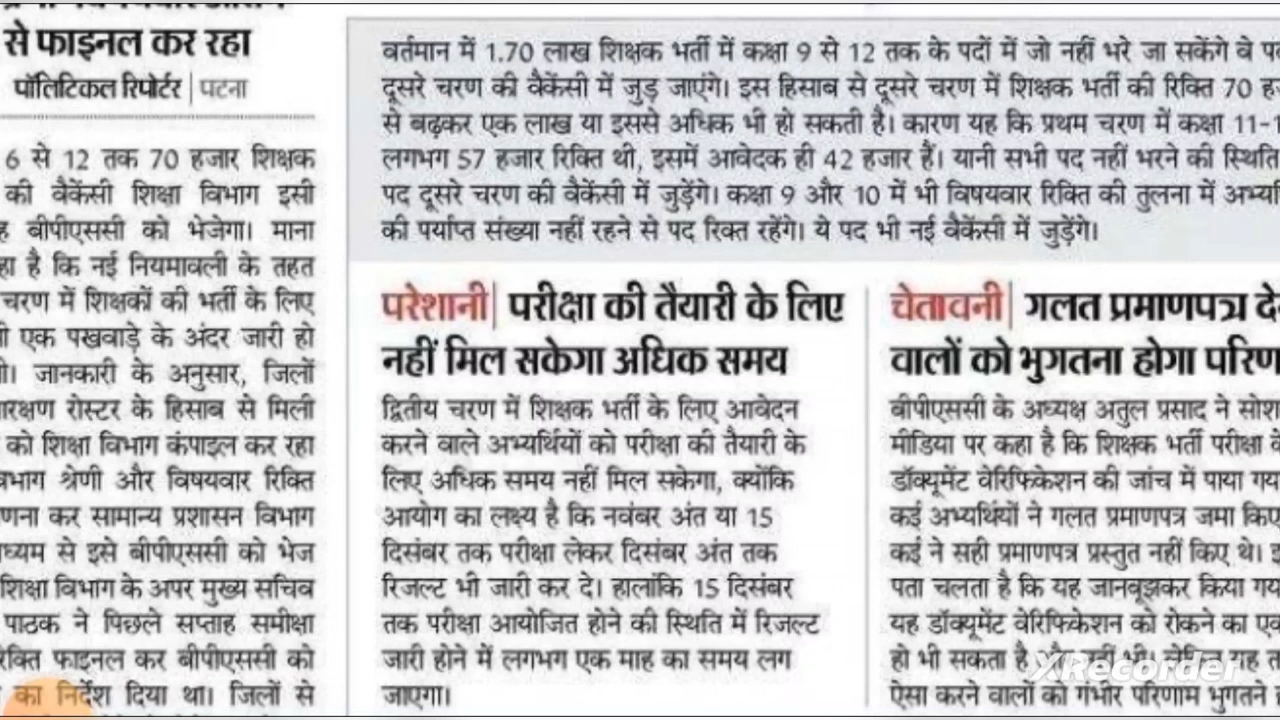 से फाइनल कर रहा
पॉलिटिकल रिपोर्टर | पटना
6 से 12 तक 70 हजार शिक्षक
की वैकेंसी शिक्षा विभाग इसी
बीपीएससी को भेजेगा। माना
है कि नई नियमावली के तहत
चरण में शिक्षकों की भर्ती के लिए
एक पखवाड़े के अंदर जारी हो
जानकारी के अनुसार, जिलों
रोस्टर के हिसाब से मिली
को शिक्षा विभाग कंपाइल कर रहा
श्रेणी और विषयवार रिक्ति
कर सामान्य प्रशासन विभाग
से इसे बीपीएससी को भेज
शिक्षा विभाग के अपर मुख्य सचिव
पाठक ने पिछले सप्ताह समीक्षा
फाइनल कर बीपीएससी को
का निर्देश दिया था। जिलों से
वर्तमान में 1.70 लाख शिक्षक भर्ती में कक्षा 9 से 12 तक के पदों में जो नहीं भरे जा सकेंगे वे
दूसरे चरण की वैकेंसी में जुड़ जाएंगे। इस हिसाब से दूसरे चरण में शिक्षक भर्ती की रिक्ति 70
से बढ़कर एक लाख या इससे अधिक भी हो सकती है। कारण यह कि प्रथम चरण में कक्षा 11-1
लगभग 57 हजार रिक्ति थी, इसमें आवेदक ही 42 हजार हैं। यानी सभी पद नहीं भरने की स्थिति
पद दूसरे चरण की वैकेंसी में जुड़ेंगे। कक्षा 9 और 10 में भी विषयवार रिक्ति की तुलना में
की पर्याप्त संख्या नहीं रहने से पद रिक्त रहेंगे। ये पद भी नई वैकेंसी में जुड़ेंगे।
परेशानी| परीक्षा की तैयारी के लिए
नहीं मिल सकेगा अधिक समय
द्वितीय चरण में शिक्षक भर्ती के लिए आवेदन
करने वाले अभ्यर्थियों को परीक्षा की तैयारी के
लिए अधिक समय नहीं मिल सकेगा, क्योंकि
आयोग का लक्ष्य है कि नवंबर अंत या 15
दिसंबर तक परीक्षा लेकर दिसंबर अंत तक
रिजल्ट भी जारी कर दे। हालांकि 15 दिसंबर
तक परीक्षा आयोजित होने की स्थिति में रिजल्ट
जारी होने में लगभग एक माह का समय लग
जाएगा।
चेतावनी| गलत प्रमाणपत्र
वालों को भुगतना होगा
बीपीएससी के अध्यक्ष अतुल प्रसाद ने
मीडिया पर कहा है कि शिक्षक भर्ती परीक्षा
डॉक्यूमेंट वेरिफिकेशन की जांच में पाया
कई अभ्यर्थियों ने गलत प्रमाणपत्र जमा
कई ने सही प्रमाणपत्र प्रस्तुत नहीं किए थे।
पता चलता है कि यह जानबूझकर किया
यह डॉक्यूमेंट वेरिफिकेशन को रोकने का
हो भी सकता है और नहीं भी। लेकिन यह
ऐसा करने वालों को गंभीर परिणाम भुगतने
XRecorder